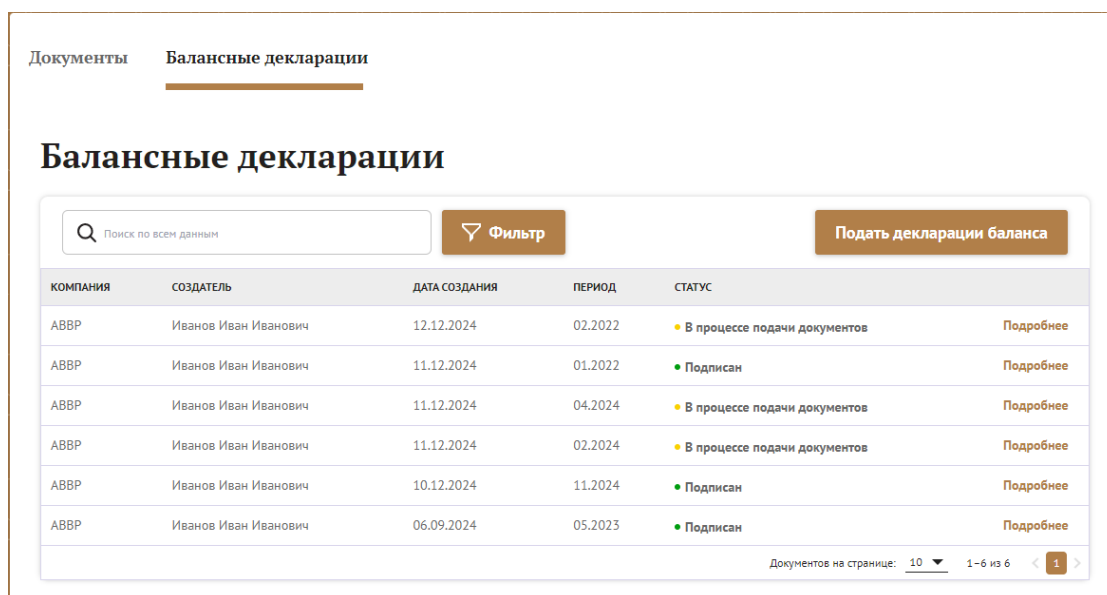 Документы Балансные декларации
Балансные декларации
Поиск по всем данным Фильтр Подать декларации баланса
КОМПАНИЯ СОЗДАТЕЛЬ ДАТА СОЗДАНИЯ ПЕРИОД СТАТУС
АВВР Иванов Иван Иванович 12.12.2024 02.2022 В процессе подачи документов Подробнее
АВВР Иванов Иван Иванович 11.12.2024 01.2022 Подписан Подробнее
АВВР Иванов Иван Иванович 11.12.2024 04.2024 В процессе подачи документов Подробнее
АВВР Иванов Иван Иванович 11.12.2024 02.2024 В процессе подачи документов Подробнее
АВВР Иванов Иван Иванович 10.12.2024 11.2024 Подписан Подробнее
АВВР Иванов Иван Иванович 06.09.2024 05.2023 Подписан Подробнее
Документов на странице: 10 1–6 из 6 < 1 >